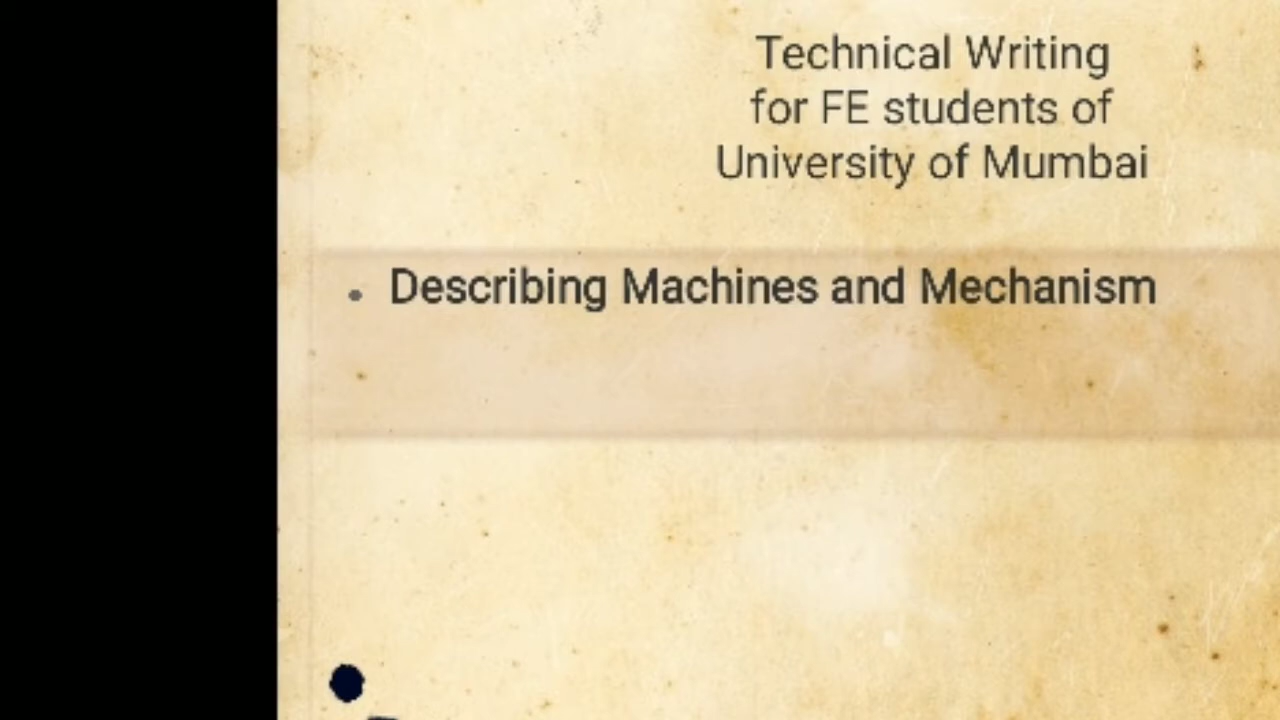 Technical Writing
for FE students of
University of Mumbai
• Describing Machines and Mechanism